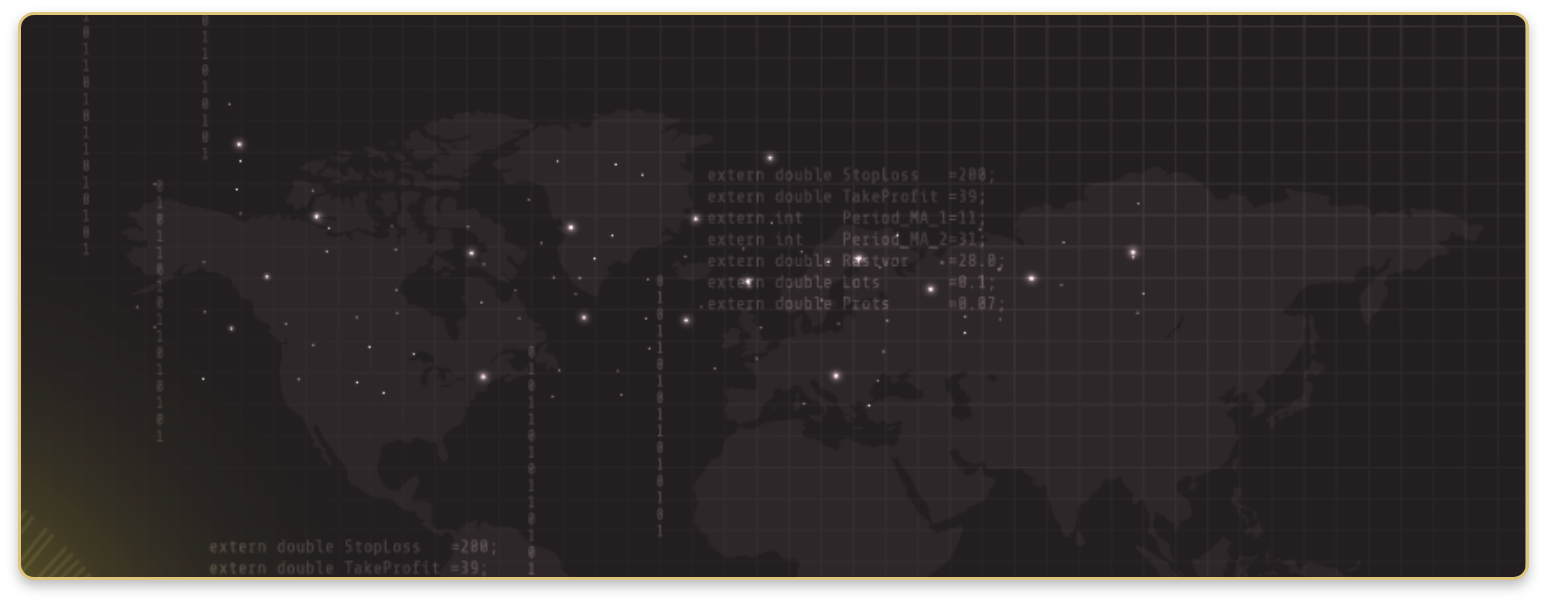 extern double StopLoss =200;
extern double TakeProfit =39;
extern int Period_MA_1=11;
extern int Period_MA_2=31;
extern double Rastvor =28.0;
extern double Lots =0.1;
extern double Prots =0.07;
extern double StopLoss =200;
extern double TakeProfit =39;